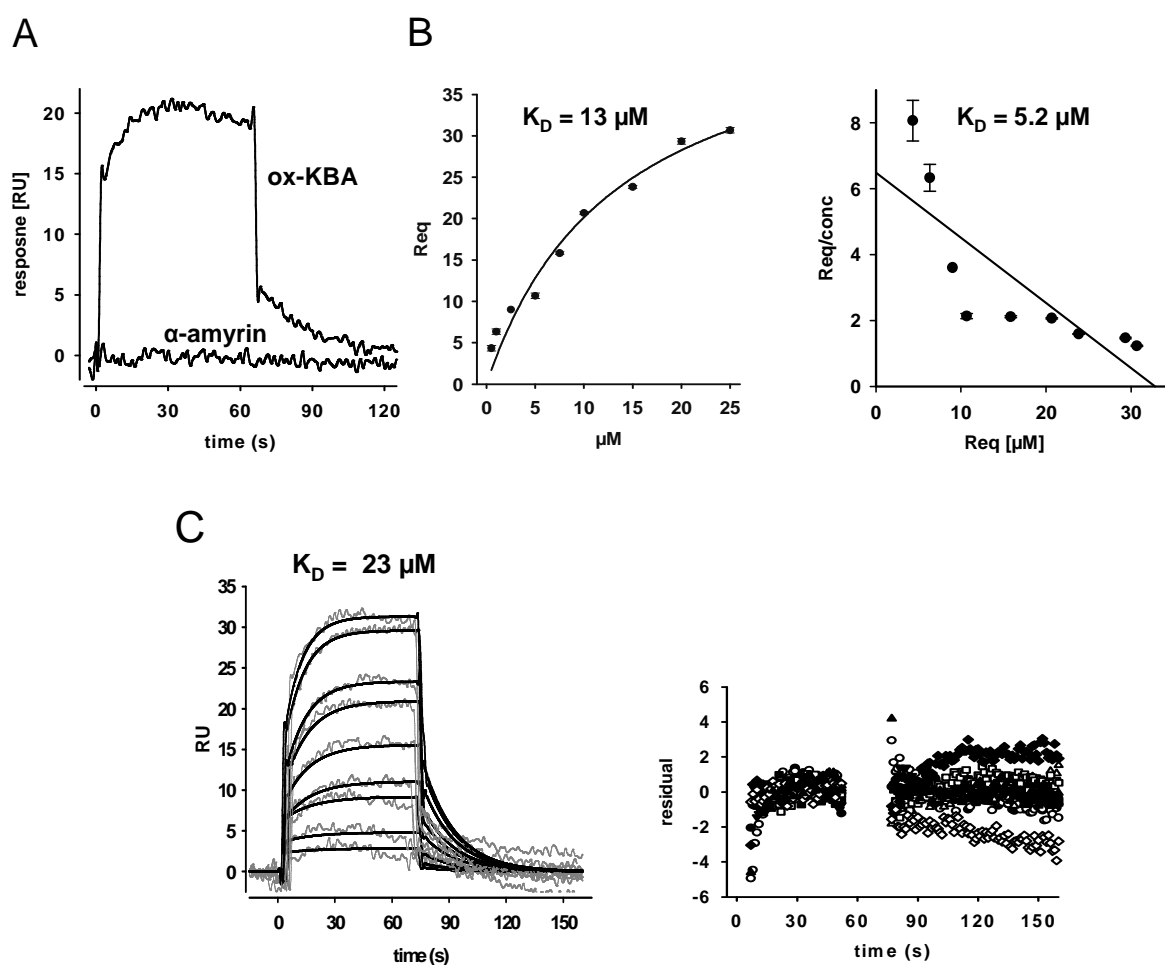 A
B
response [RU]
20
15
10
5
0
ox-KBA
α-amyrin
0 30 60 90 120
time (s)
K_D = 13 µM
Req
35
30
25
20
15
10
5
0
0 5 10 15 20 25
µM
K_D = 5.2 µM
Req/conc
8
6
4
2
0
0 10 20 30
Req [µM]
C
K_D = 23 µM
RU
35
30
25
20
15
10
5
0
0 30 60 90 120 150
time (s)
residual
6
4
2
0
-2
-4
-6
0 30 60 90 120 150
time (s)